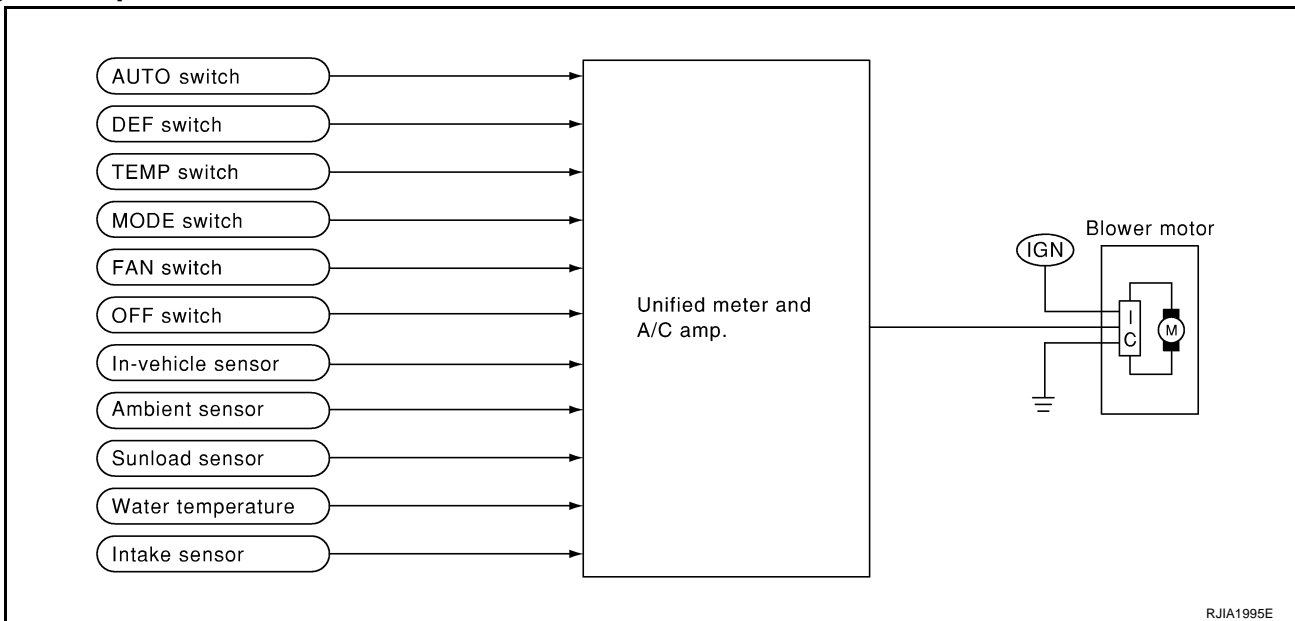 AUTO switch
DEF switch
TEMP switch
MODE switch
FAN switch
OFF switch
In-vehicle sensor
Ambient sensor
Sunload sensor
Water temperature
Intake sensor
Unified meter and
A/C amp.
IGN
Blower motor
I
C
M
RJIA1995E